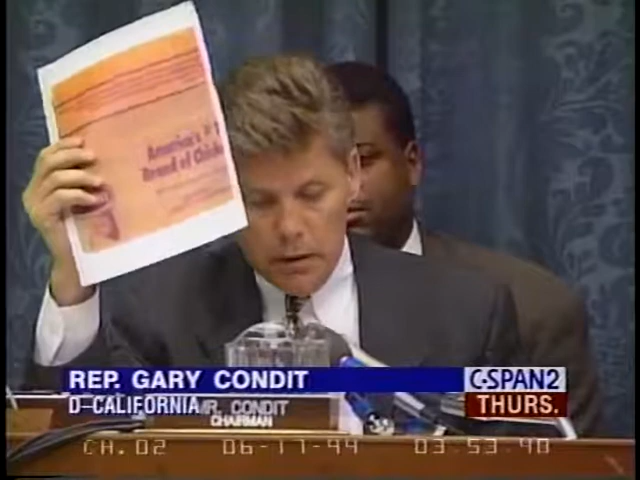 America's # 1
Brand of Chicken
REP. GARY CONDIT
C-SPAN2
D-CALIFORNIA
THURS.
MR. CONDIT
CHAIRMAN
CH.02 06-17-94 03:53:40